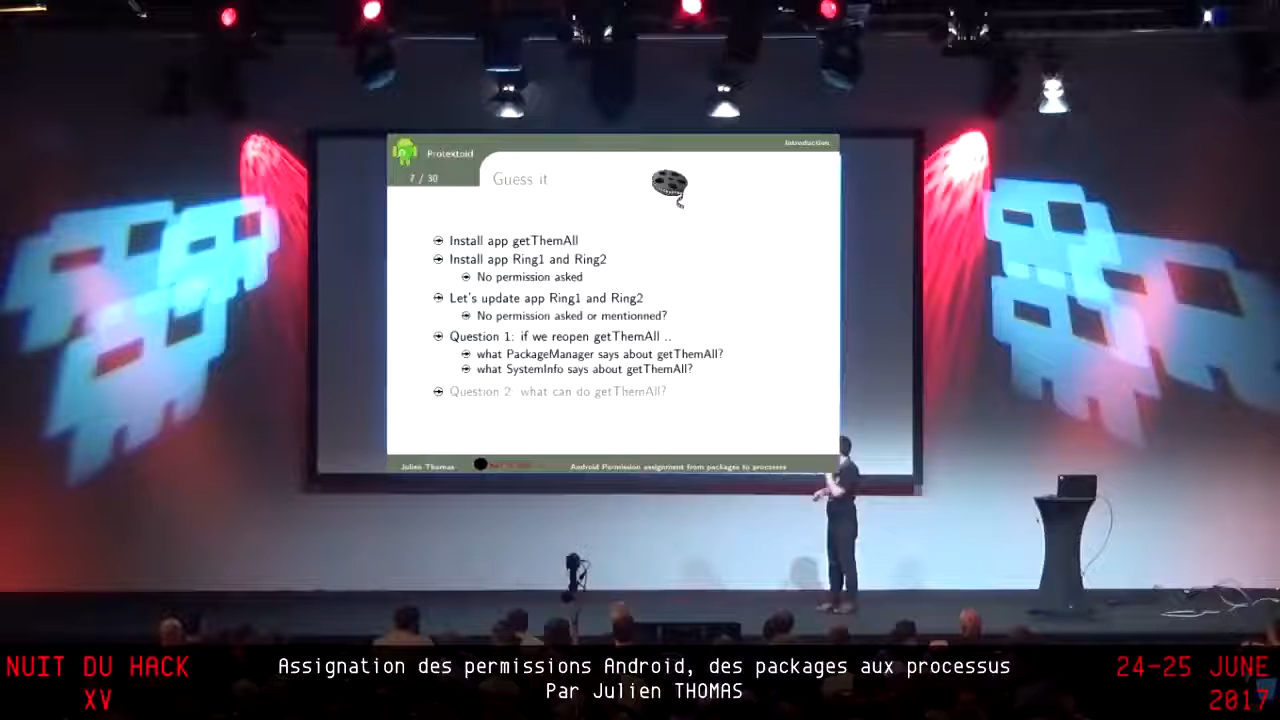 Protektoid
Introduction
7 / 30
Guess it
Install app getThemAll
Install app Ring1 and Ring2
No permission asked
Let's update app Ring1 and Ring2
No permission asked or mentionned?
Question 1: if we reopen getThemAll ..
what PackageManager says about getThemAll?
what SystemInfo says about getThemAll?
Question 2: what can do getThemAll?
Julien Thomas
Android Permission assignment from packages to processes
NUIT DU HACK
XV
Assignation des permissions Android, des packages aux processus
Par Julien THOMAS
24-25 JUNE
2017